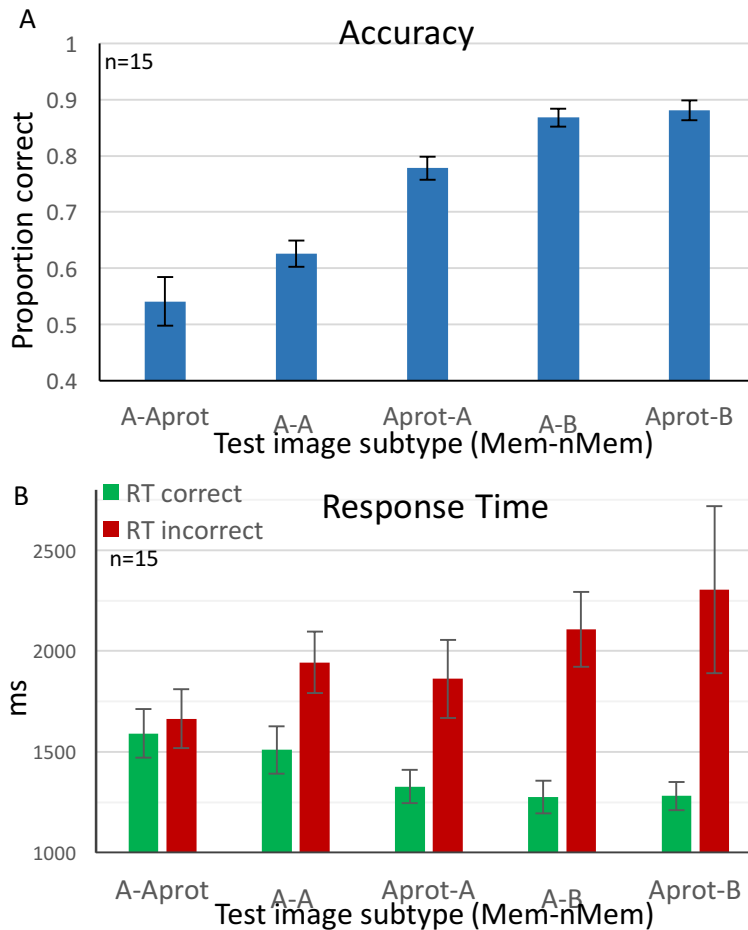 A
Accuracy
n=15
Proportion correct
1
0.9
0.8
0.7
0.6
0.5
0.4
A-Aprot A-A Aprot-A A-B Aprot-B
Test image subtype (Mem-nMem)
B
RT correct
RT incorrect
Response Time
n=15
ms
2500
2000
1500
1000
A-Aprot A-A Aprot-A A-B Aprot-B
Test image subtype (Mem-nMem)